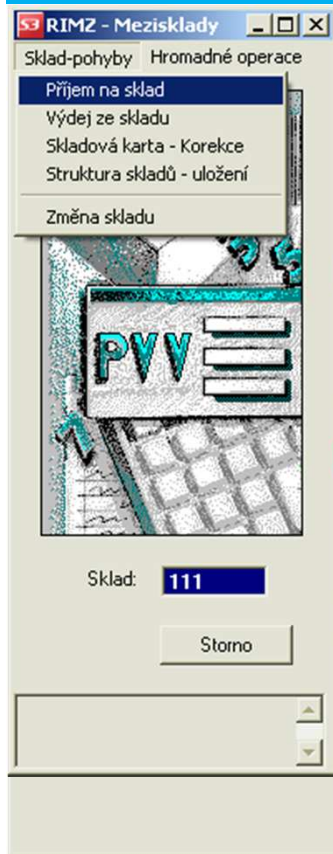 S3 RIMZ - Mezisklady
Sklad-pohyby Hromadné operace
Příjem na sklad
Výdej ze skladu
Skladová karta - Korekce
Struktura skladů - uložení
Změna skladu
PVV
Sklad: 111
Storno